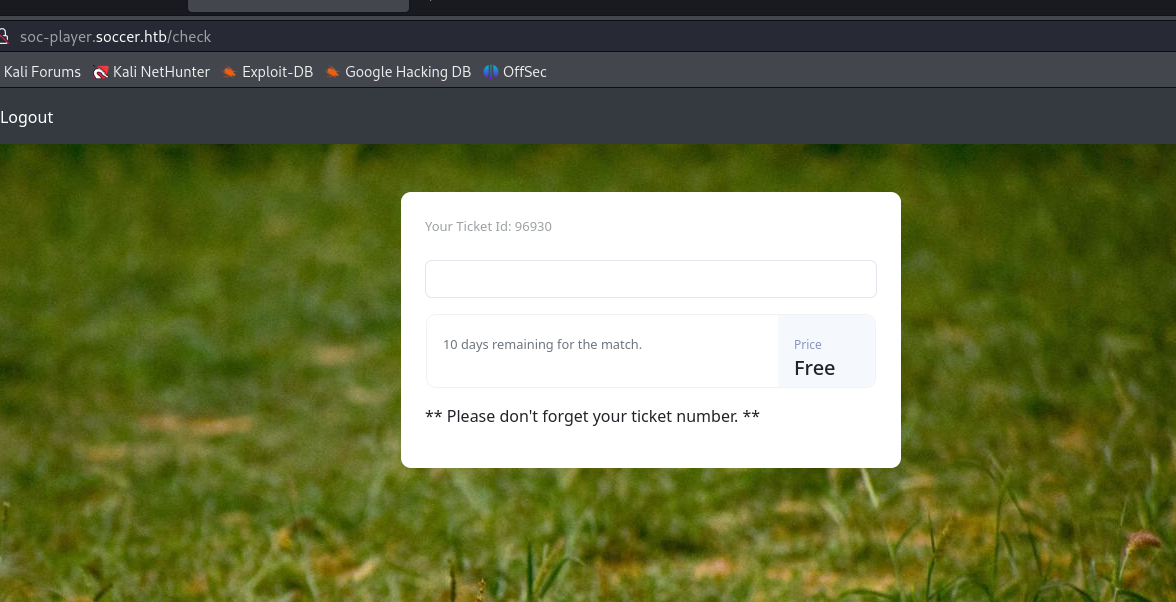 soc-player.soccer.htb/check
Kali Forums Kali NetHunter Exploit-DB Google Hacking DB OffSec
Logout
Your Ticket Id: 96930
10 days remaining for the match.
Price
Free
** Please don't forget your ticket number. **